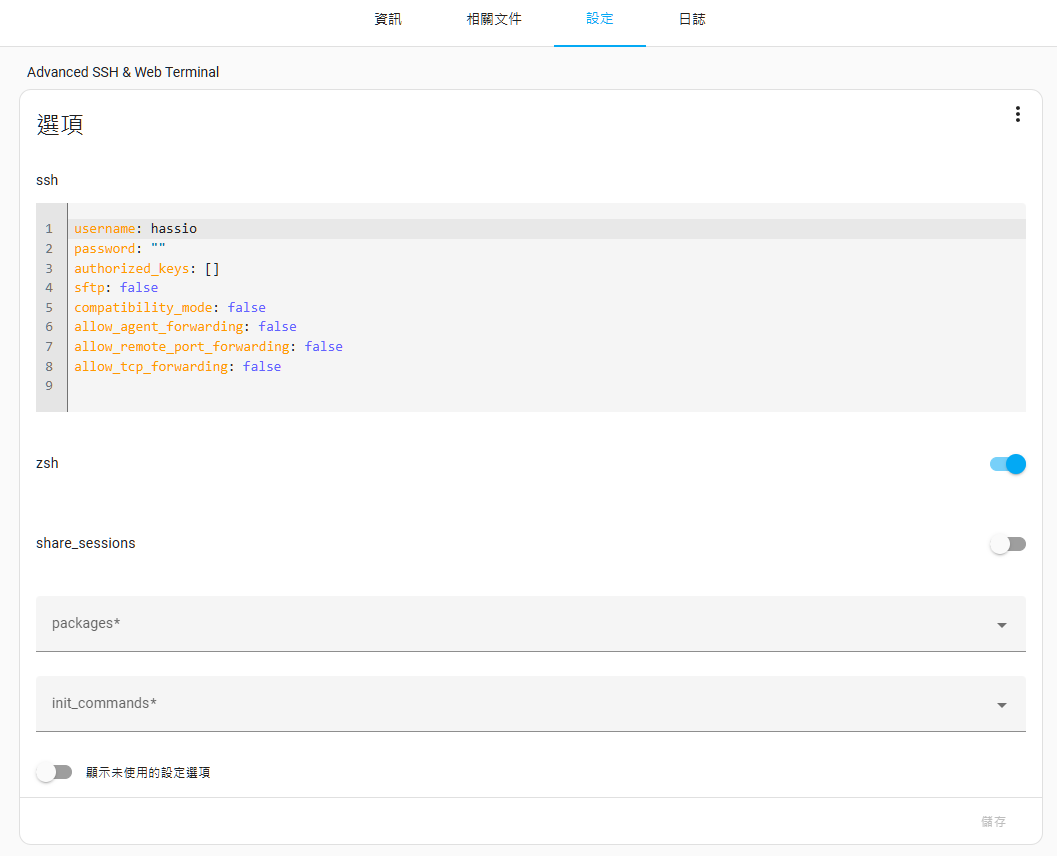 資訊 相關文件 設定 日誌
Advanced SSH & Web Terminal
選項
ssh
1 username: hassio
2 password: ""
3 authorized_keys: []
4 sftp: false
5 compatibility_mode: false
6 allow_agent_forwarding: false
7 allow_remote_port_forwarding: false
8 allow_tcp_forwarding: false
9
zsh
share_sessions
packages*
init_commands*
顯示未使用的設定選項
儲存